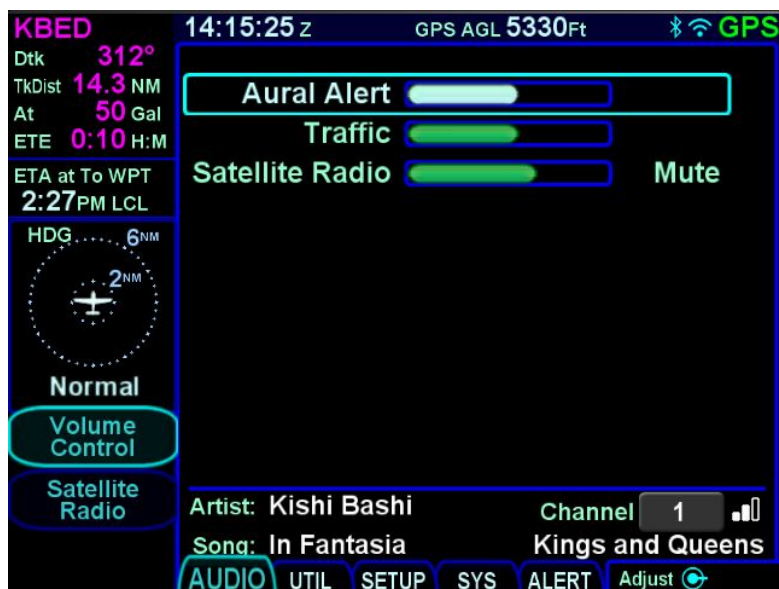 KBED
Dtk 312°
TkDist 14.3 NM
At 50 Gal
ETE 0:10 H:M
ETA at To WPT
2:27PM LCL
HDG 6NM
2NM
Normal
Volume
Control
Satellite
Radio
14:15:25 Z GPS AGL 5330Ft GPS
Aural Alert
Traffic
Satellite Radio Mute
Artist: Kishi Bashi Channel 1
Song: In Fantasia Kings and Queens
AUDIO UTIL SETUP SYS ALERT Adjust